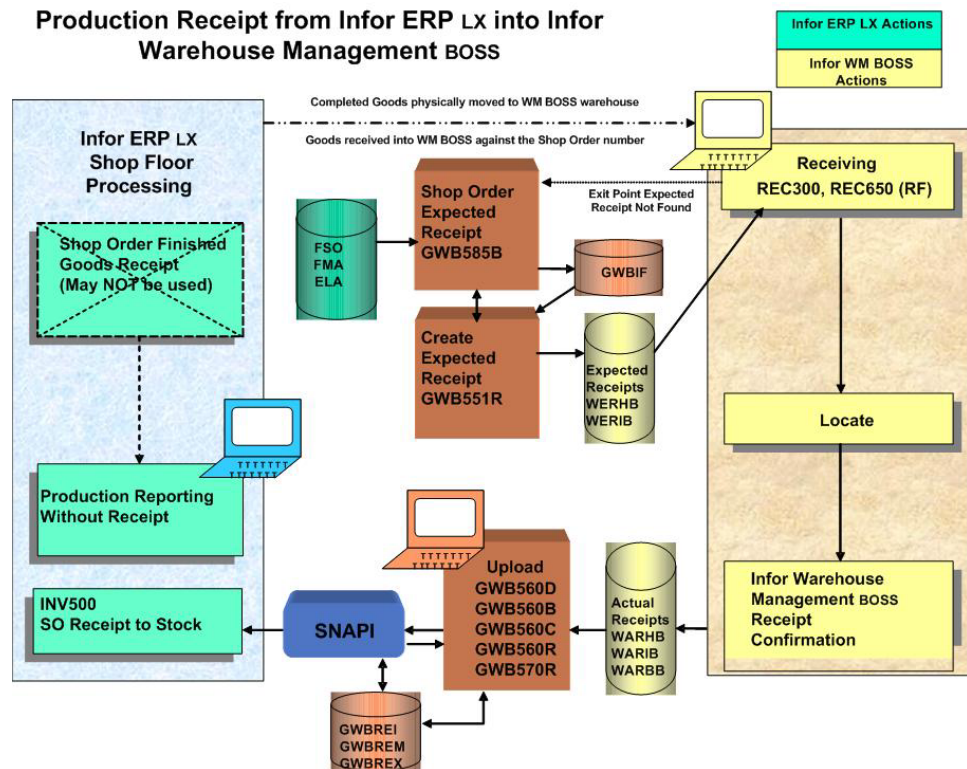 Production Receipt from Infor ERP LX into Infor
Warehouse Management BOSS
Infor ERP LX Actions
Infor WM BOSS
Actions
Completed Goods physically moved to WM BOSS warehouse
Goods received into WM BOSS against the Shop Order number
Infor ERP LX
Shop Floor
Processing
Shop Order Finished
Goods Receipt
(May NOT be used)
Production Reporting
Without Receipt
INV500
SO Receipt to Stock
FSO
FMA
ELA
Shop Order
Expected
Receipt
GWB585B
Exit Point Expected
Receipt Not Found
GWBIF
Create
Expected
Receipt
GWB551R
Expected
Receipts
WERHB
WERIB
Receiving
REC300, REC650 (RF)
Locate
Infor Warehouse
Management BOSS
Receipt
Confirmation
Actual
Receipts
WARHB
WARIB
WARBB
Upload
GWB560D
GWB560B
GWB560C
GWB560R
GWB570R
SNAPI
GWBREI
GWBREM
GWBREX